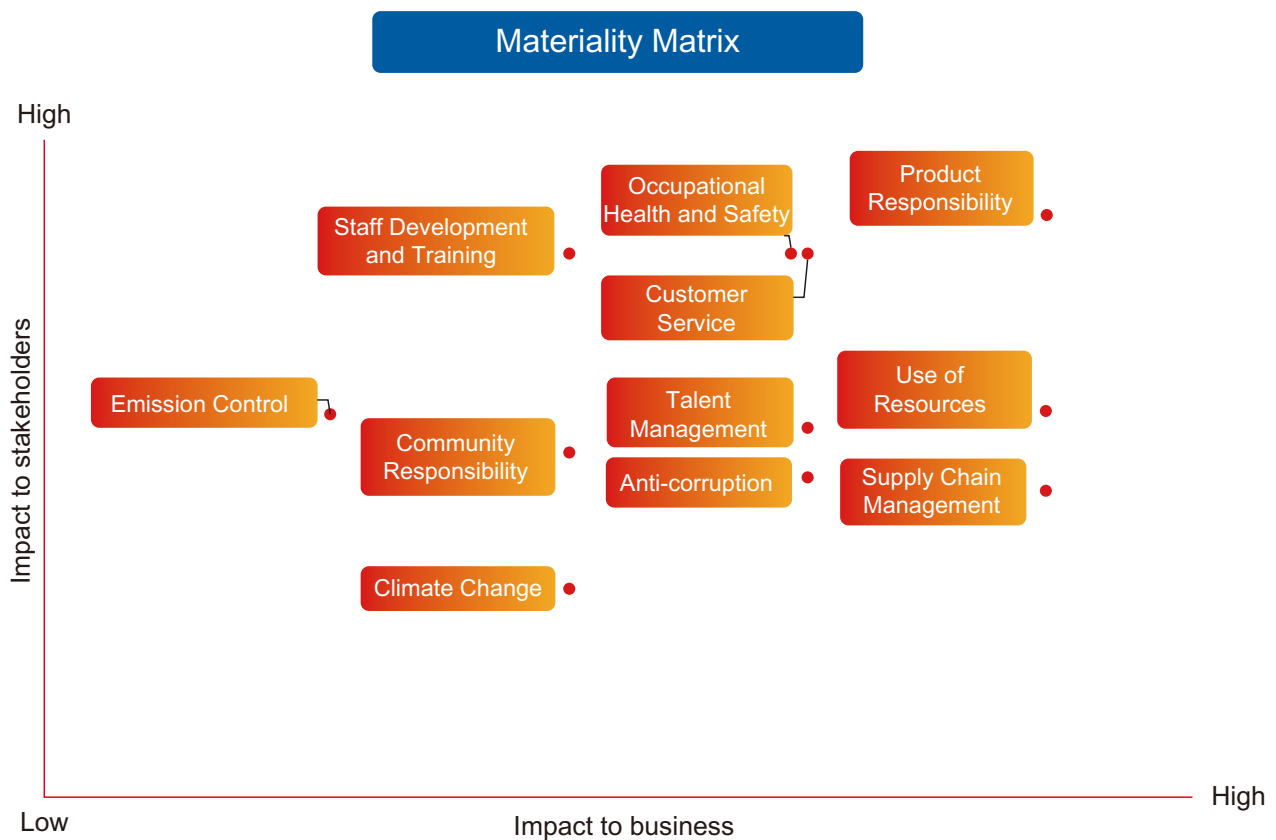 Materiality Matrix
High
Occupational
Health and Safety
Product
Responsibility
Staff Development
and Training
Customer
Service
Impact to stakeholders
Emission Control
Talent
Management
Use of
Resources
Community
Responsibility
Anti-corruption
Supply Chain
Management
Climate Change
High
Low
Impact to business